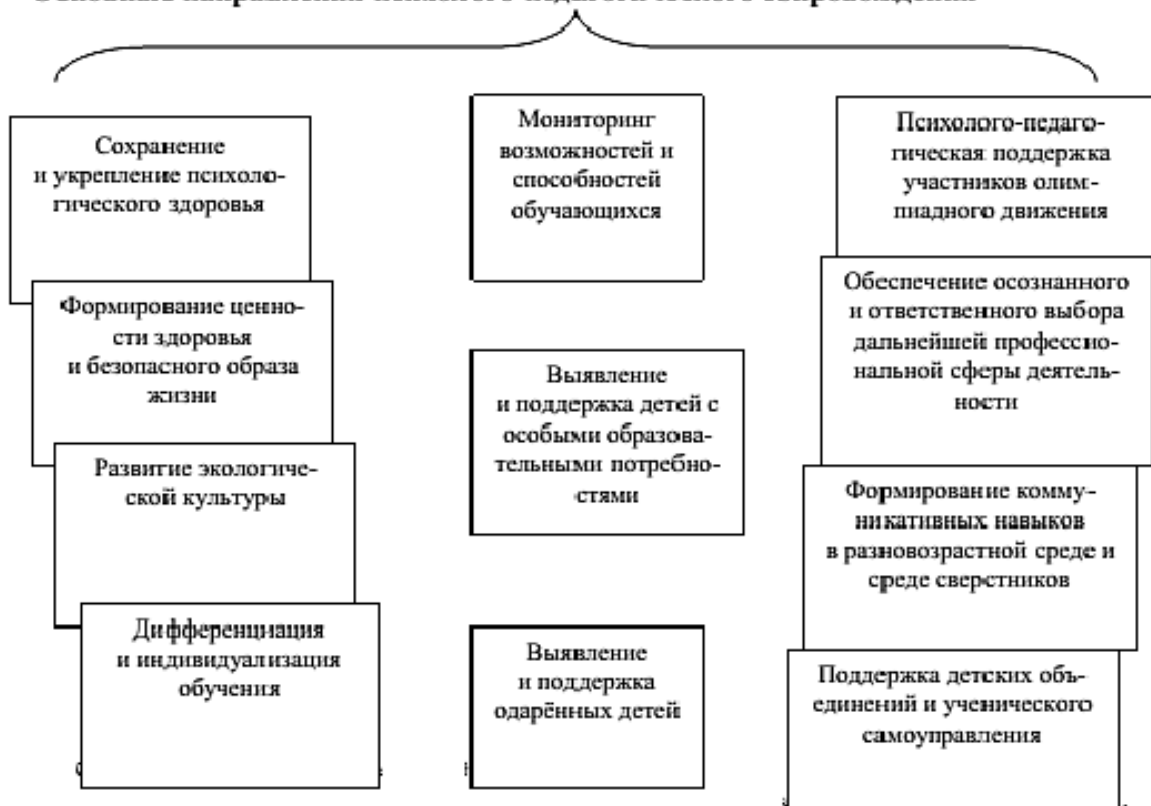 Сохранение
и укрепление психоло-
гического здоровья
Формирование ценно-
сти здоровья
и безопасного образа
жизни
Развитие экологиче-
ской культуры
Дифференциация
и индивидуализация
обучения
Мониторинг
возможностей и
способностей
обучающихся
Выявление
и поддержка детей с
особыми образова-
тельными потребно-
стями
Выявление
и поддержка
одарённых детей
Психолого-педаго-
гическая поддержка
участников олим-
пиадного движения
Обеспечение осознанного
и ответственного выбора
дальнейшей профессио-
нальной сферы деятель-
ности
Формирование комму-
никативных навыков
в разновозрастной среде и
среде сверстников
Поддержка детских объ-
единений и ученического
самоуправления